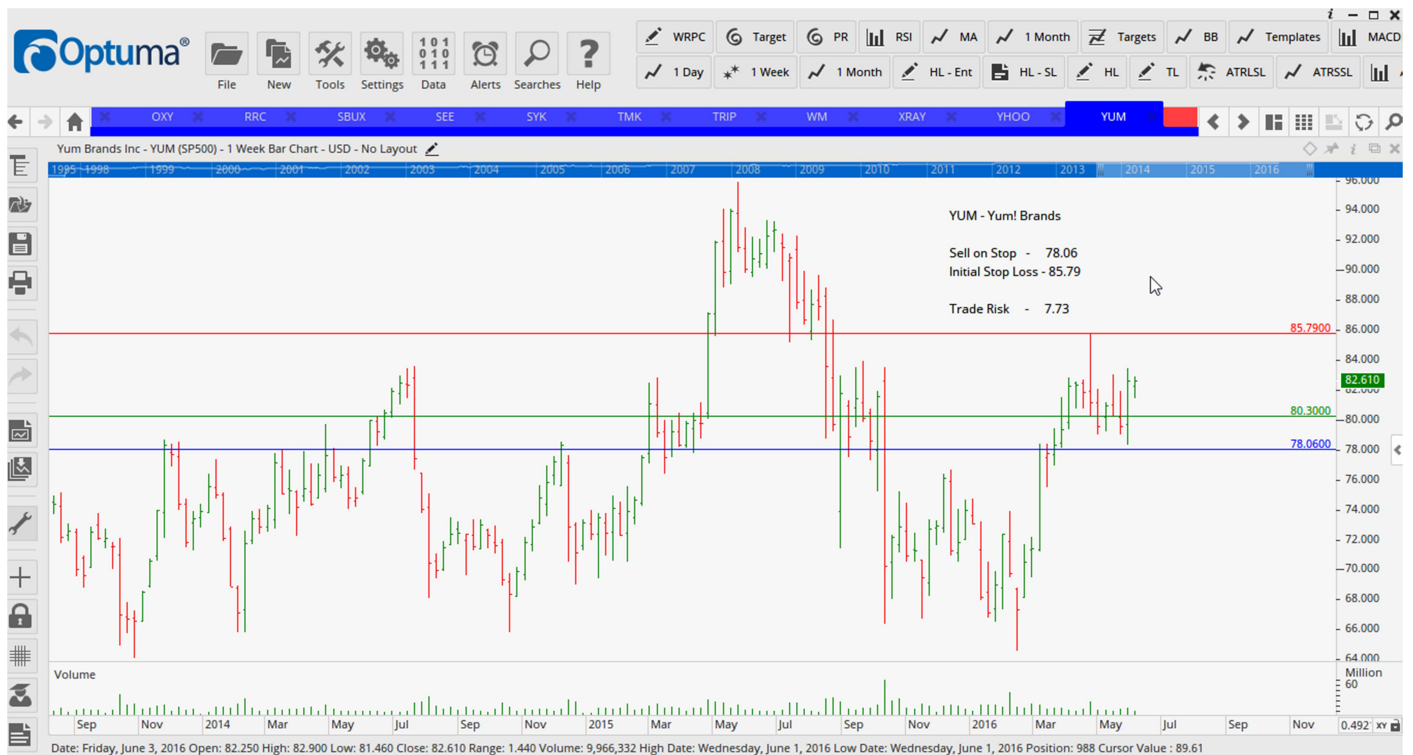 i
Optuma®
File New Tools Settings Data Alerts Searches Help
WRPC Target PR RSI MA 1 Month Targets BB Templates MACD
1 Day 1 Week 1 Month HL - Ent HL - SL HL TL ATRLSL ATRSSL
OXY RRC SBUX SEE SYK TMK TRIP WM XRAY YHOO YUM
Yum Brands Inc - YUM (SP500) - 1 Week Bar Chart - USD - No Layout
1995 1998 1999 2000 2001 2002 2003 2004 2005 2006 2007 2008 2009 2010 2011 2012 2013 2014 2015 2016
96.000
94.000
YUM - Yum! Brands
92.000
Sell on Stop - 78.06
Initial Stop Loss - 85.79
90.000
88.000
Trade Risk - 7.73
85.7900
86.000
84.000
82.610
82.000
80.3000
80.000
78.0600
78.000
76.000
74.000
72.000
70.000
68.000
66.000
64.000
Volume
Million
60
Sep Nov 2014 Mar May Jul Sep Nov 2015 Mar May Jul Sep Nov 2016 Mar May Jul Sep Nov 0.492 XY
Date: Friday, June 3, 2016 Open: 82.250 High: 82.900 Low: 81.460 Close: 82.610 Range: 1.440 Volume: 9,966,332 High Date: Wednesday, June 1, 2016 Low Date: Wednesday, June 1, 2016 Position: 988 Cursor Value : 89.61